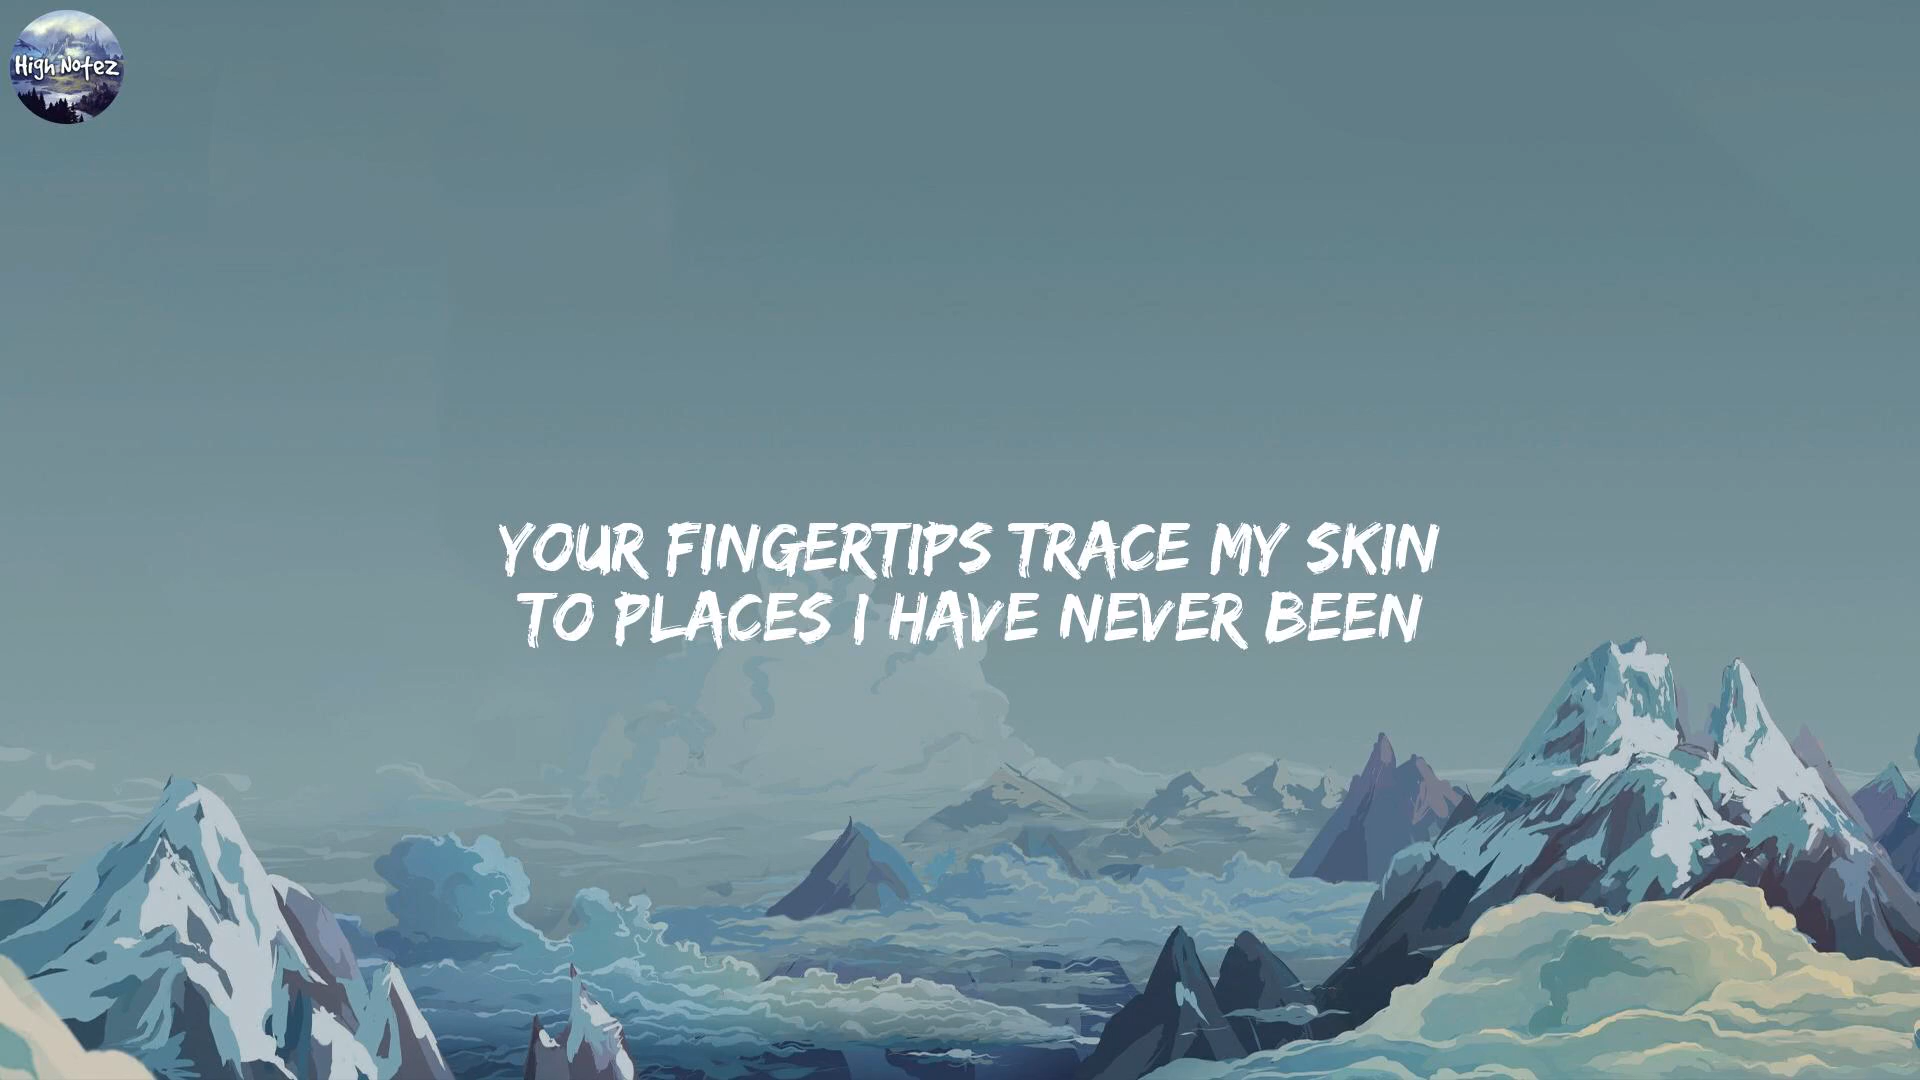 High Notez
YOUR FINGERTIPS TRACE MY SKIN
TO PLACES I HAVE NEVER BEEN